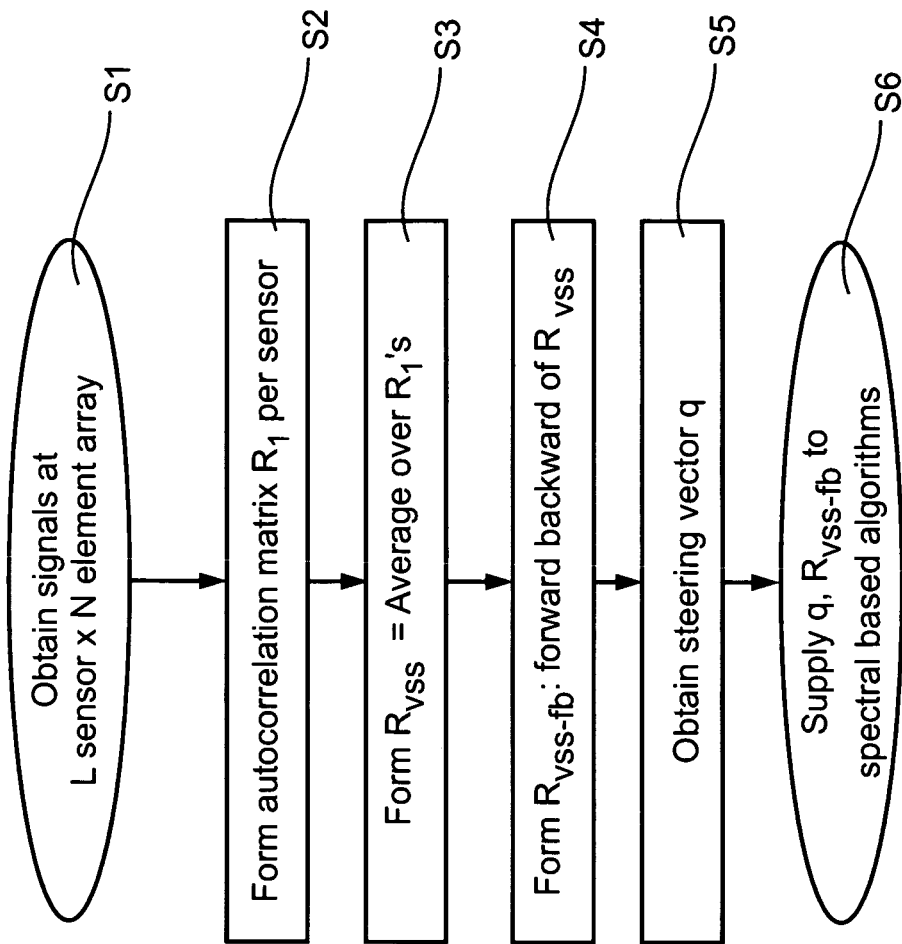 Obtain signals at
L sensor x N element array
S1
Form autocorrelation matrix R1 per sensor
S2
Form Rvss = Average over R1's
S3
Form Rvss-fb: forward backward of R vss
S4
Obtain steering vector q
S5
Supply q, Rvss-fb to
spectral based algorithms
S6